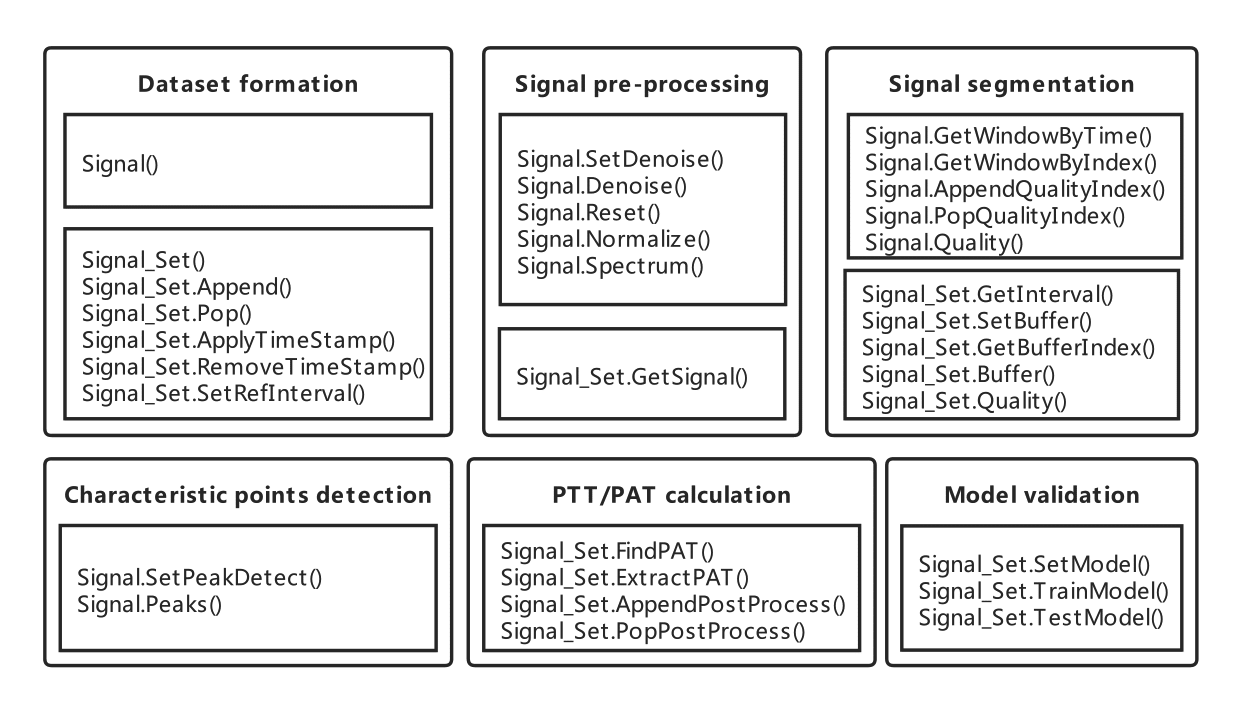 Dataset formation
Signal()
Signal_Set()
Signal_Set.Append()
Signal_Set.Pop()
Signal_Set.ApplyTimeStamp()
Signal_Set.RemoveTimeStamp()
Signal_Set.SetRefInterval()
Signal pre-processing
Signal.SetDenoise()
Signal.Denoise()
Signal.Reset()
Signal.Normalize()
Signal.Spectrum()
Signal_Set.GetSignal()
Signal segmentation
Signal.GetWindowByTime()
Signal.GetWindowByIndex()
Signal.AppendQualityIndex()
Signal.PopQualityIndex()
Signal.Quality()
Signal_Set.GetInterval()
Signal_Set.SetBuffer()
Signal_Set.GetBufferIndex()
Signal_Set.Buffer()
Signal_Set.Quality()
Characteristic points detection
Signal.SetPeakDetect()
Signal.Peaks()
PTT/PAT calculation
Signal_Set.FindPAT()
Signal_Set.ExtractPAT()
Signal_Set.AppendPostProcess()
Signal_Set.PopPostProcess()
Model validation
Signal_Set.SetModel()
Signal_Set.TrainModel()
Signal_Set.TestModel()